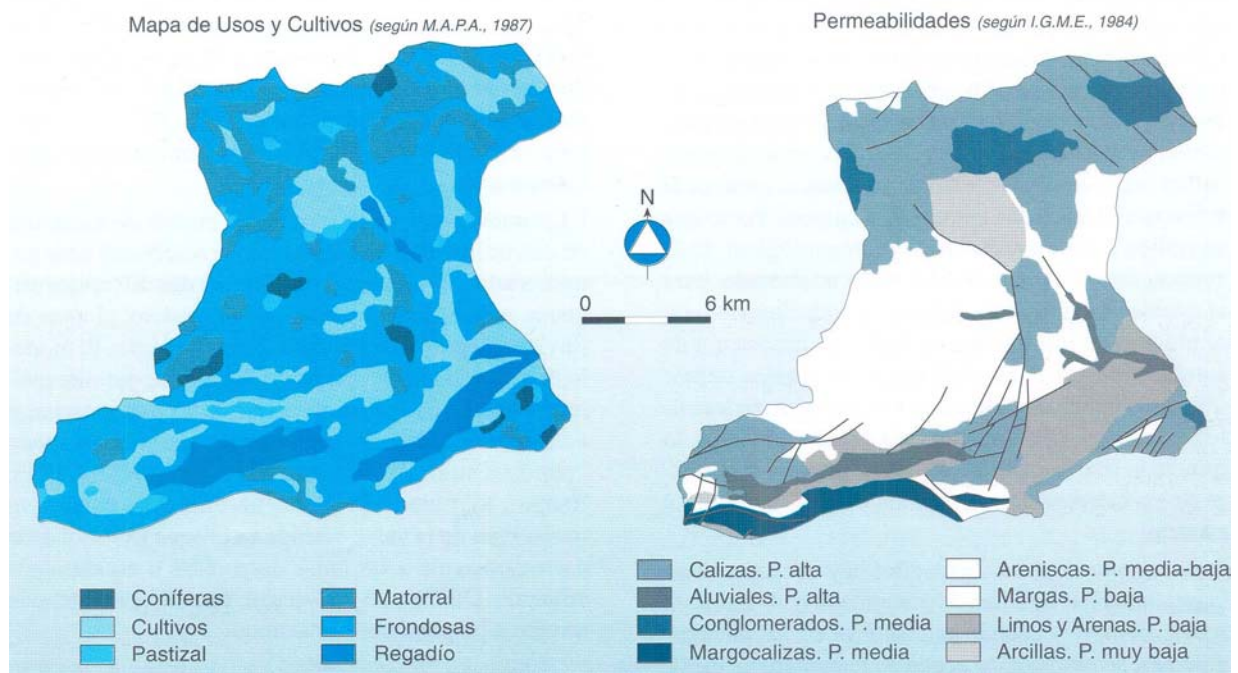 Mapa de Usos y Cultivos (según M.A.P.A., 1987)
Permeabilidades (según I.G.M.E., 1984)
N
0 6 km
Coníferas
Cultivos
Pastizal
Matorral
Frondosas
Regadío
Calizas. P. alta
Aluviales. P. alta
Conglomerados. P. media
Margocalizas. P. media
Areniscas. P. media-baja
Margas. P. baja
Limos y Arenas. P. baja
Arcillas. P. muy baja